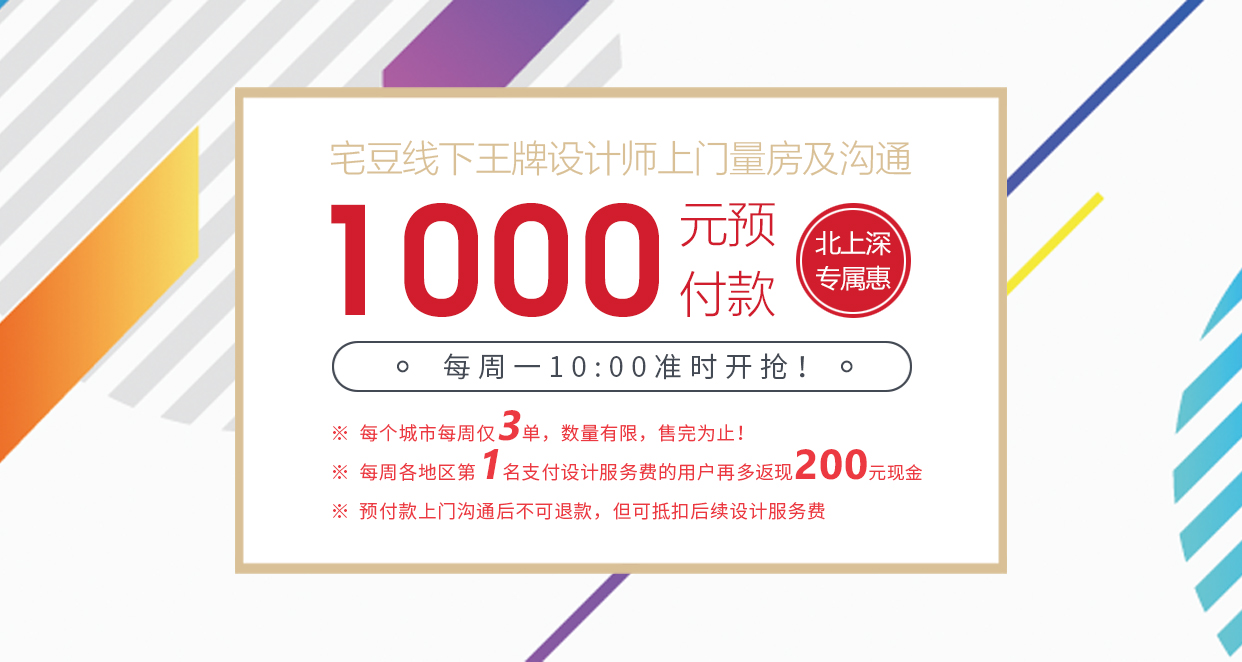 宅豆线下王牌设计师上门量房及沟通
1000元预付款
北上深
专属惠
每周一10:00准时开抢！
※ 每个城市每周仅3单，数量有限，售完为止！
※ 每周各地区第1名支付设计服务费的用户再多返现200元现金
※ 预付款上门沟通后不可退款，但可抵扣后续设计服务费